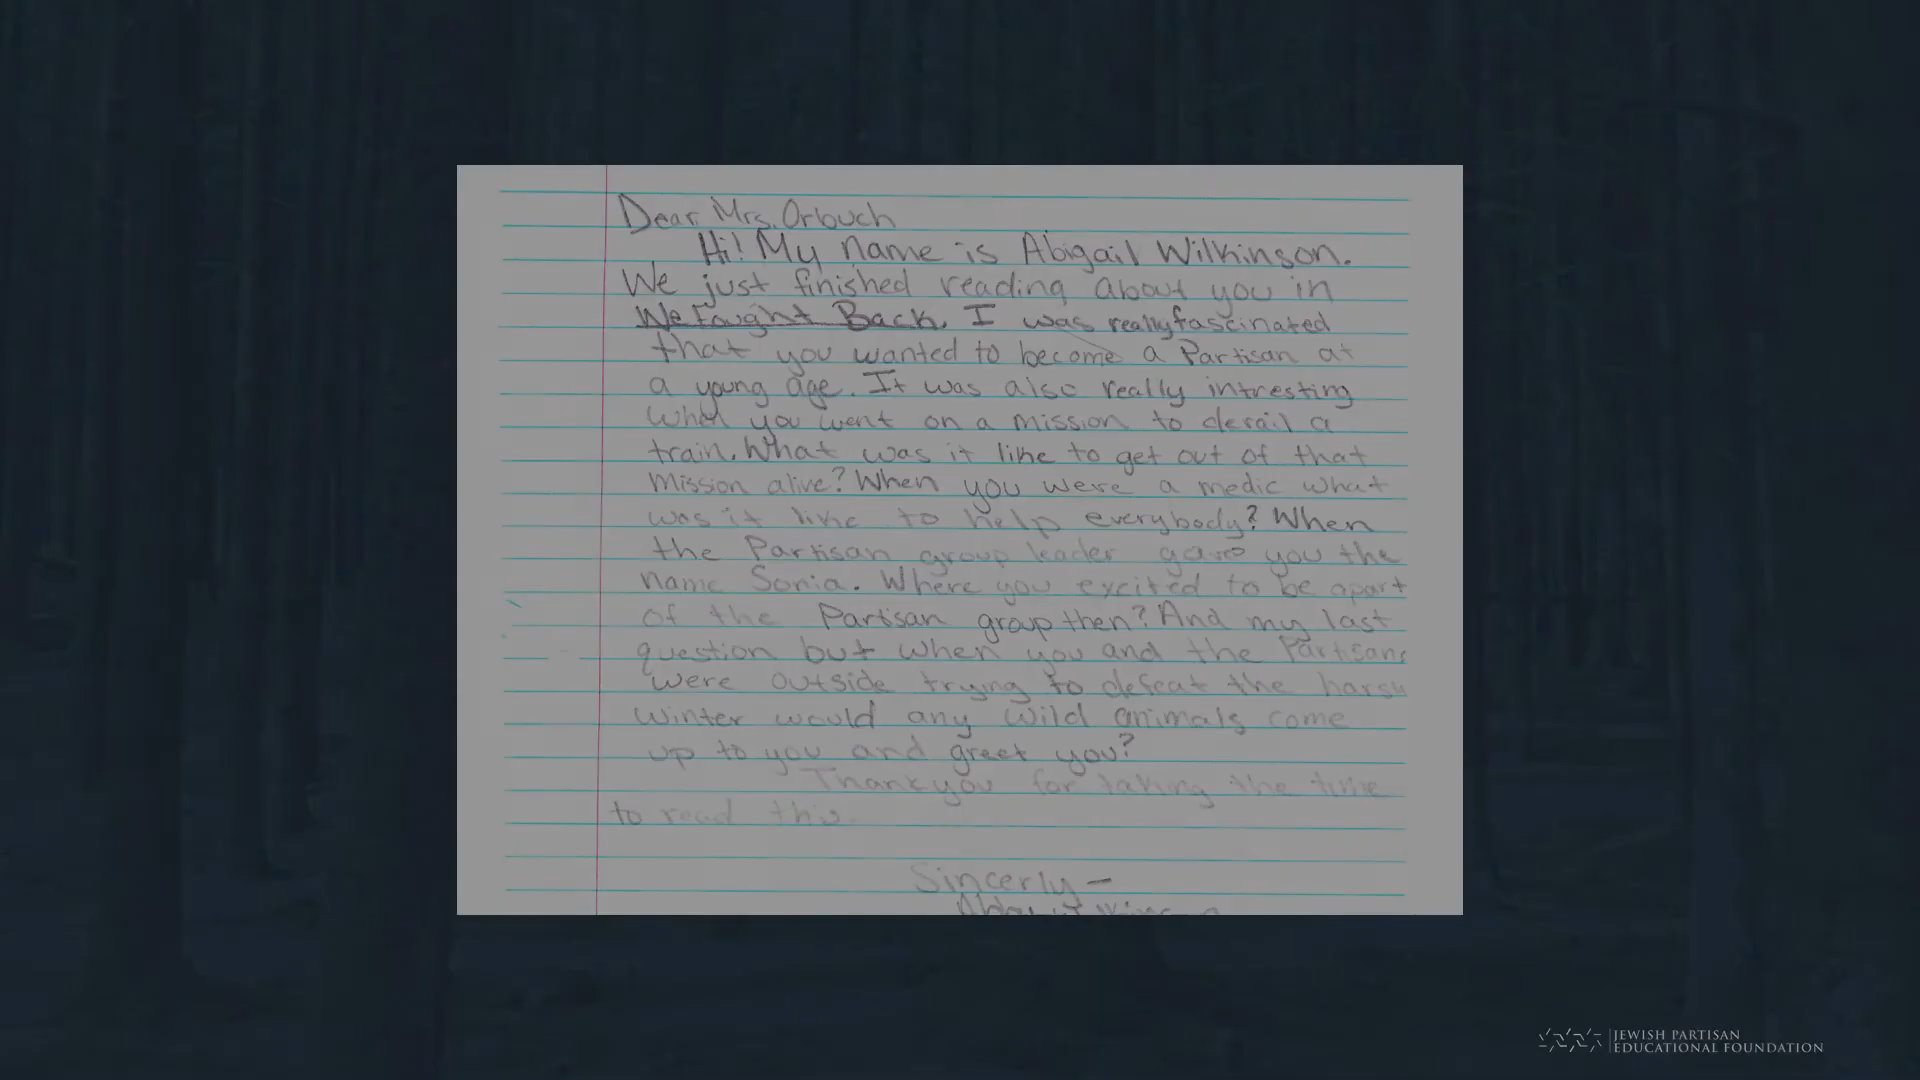 Dear Mrs. Orbuch
Hi! My name is Abigail Wilkinson.
We just finished reading about you in
We Fought Back. I was really fascinated
that you wanted to become a Partisan at
a young age. It was also really intresting
when you went on a mission to derail a
train. What was it like to get out of that
mission alive? When you were a medic what
was it like to help everybody? When
the Partisan group leader gave you the
name Sonia. Where you excited to be apart
of the Partisan group then? And my last
question but when you and the Partisans
were outside trying to defeat the harsh
winter would any wild animals come
up to you and greet you?
Thankyou for taking the time
to read this.
Sincerly -
JEWISH PARTISAN
EDUCATIONAL FOUNDATION